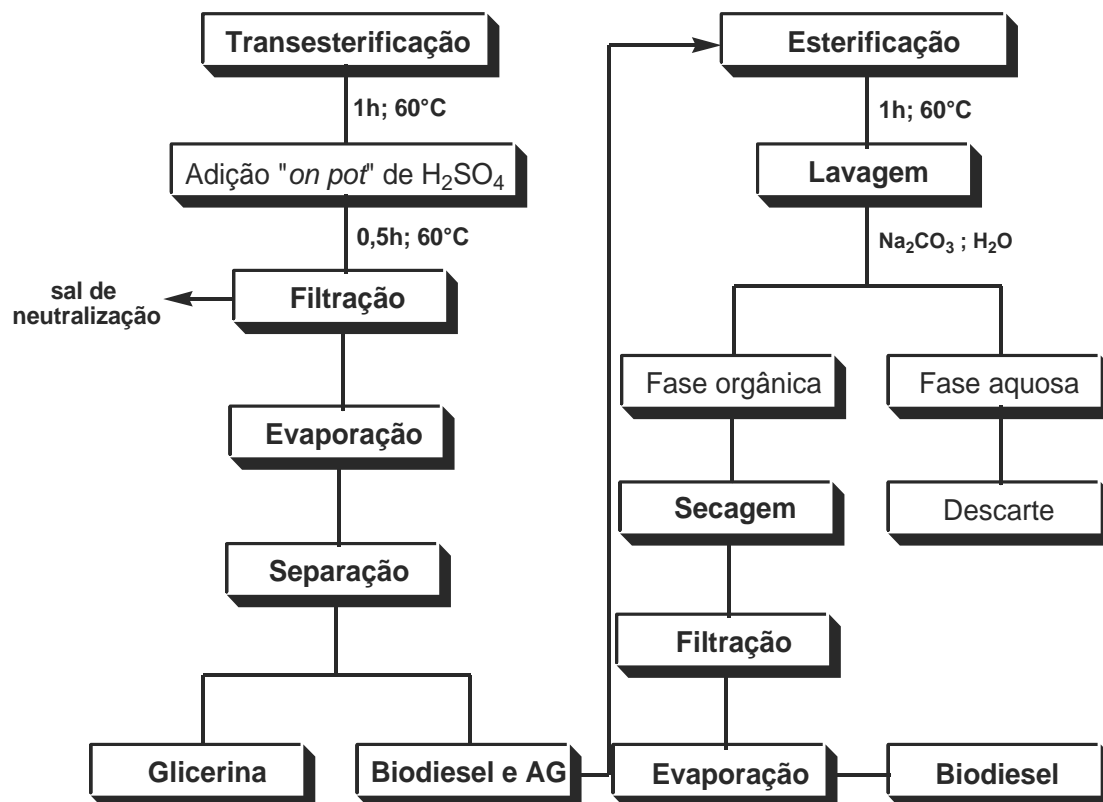 Transesterificação
1h; 60°C
Adição "on pot" de H₂SO₄
0,5h; 60°C
Filtração
sal de
neutralização
Evaporação
Separação
Glicerina
Biodiesel e AG
Esterificação
1h; 60°C
Lavagem
Na₂CO₃ ; H₂O
Fase orgânica
Fase aquosa
Secagem
Descarte
Filtração
Evaporação
Biodiesel